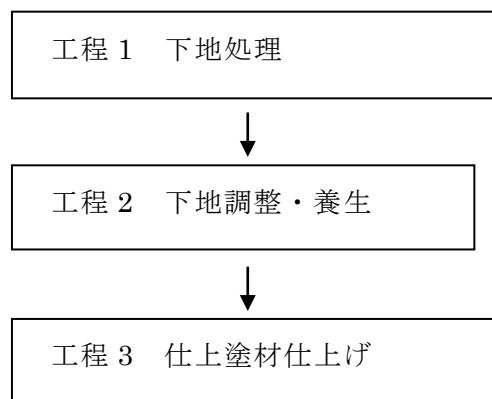 工程 1　下地処理
工程 2　下地調整・養生
工程 3　仕上塗材仕上げ